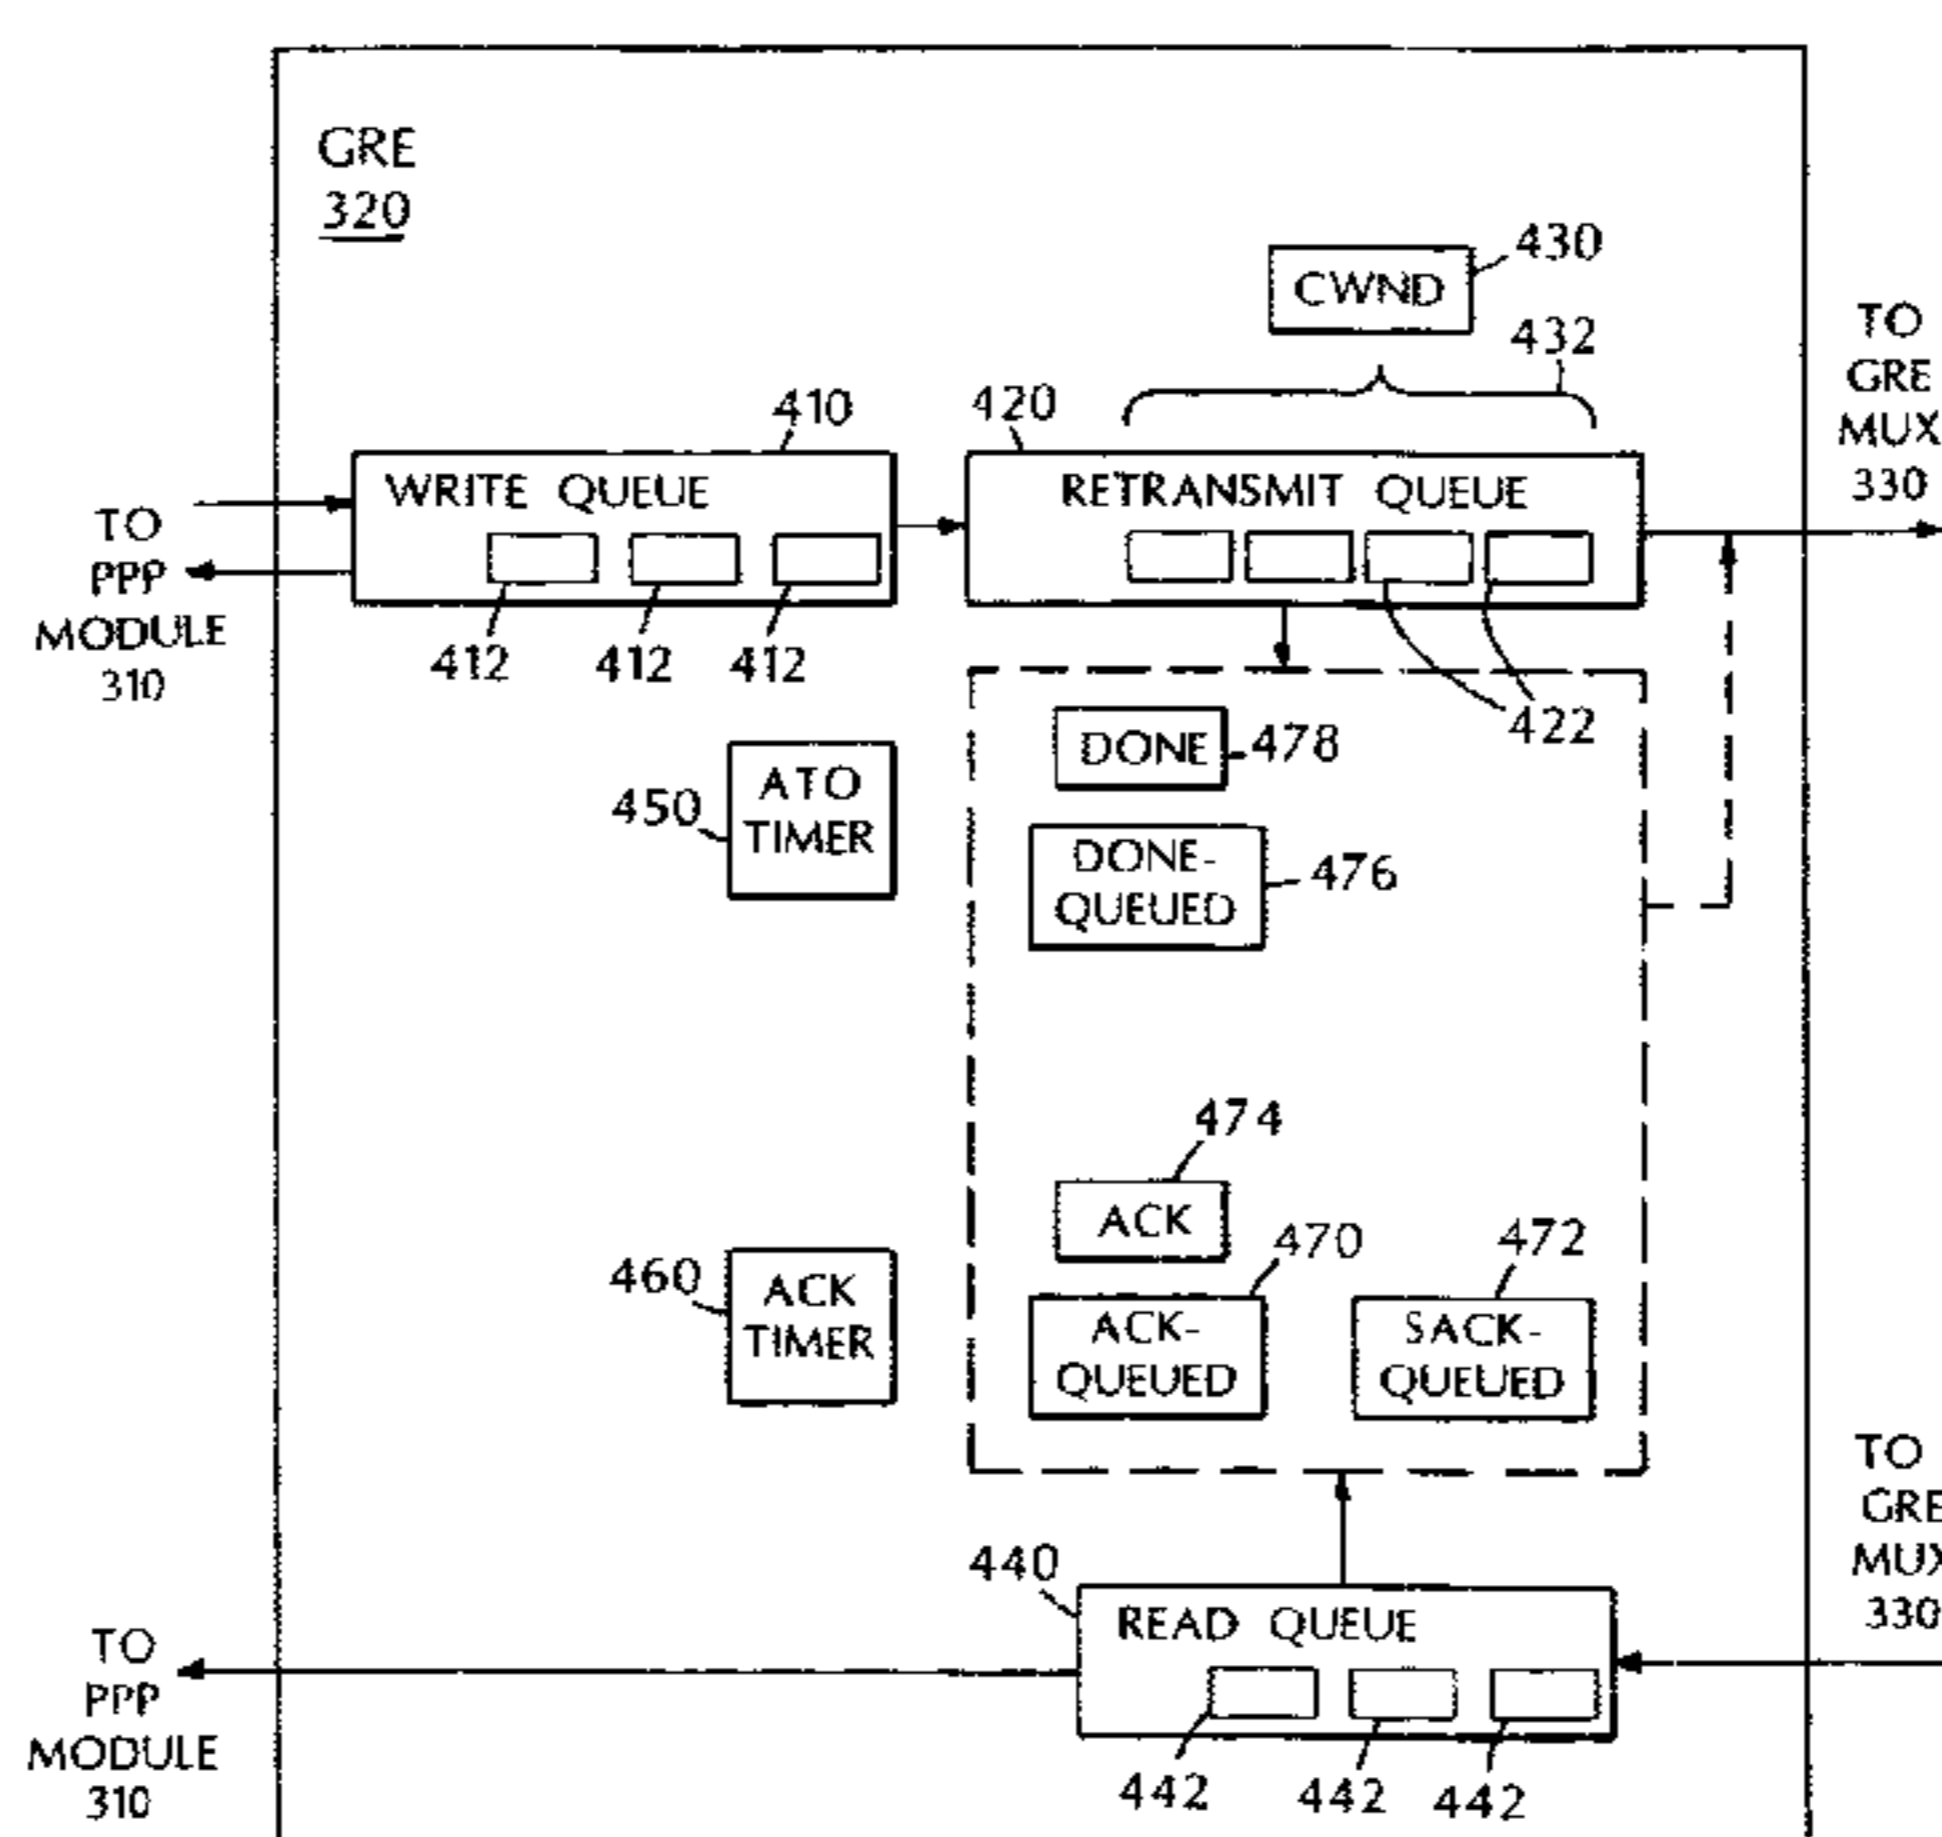 GRE
320
430
CWND
432
TO
GRE
MUX
330
410
420
WRITE QUEUE
RETRANSMIT QUEUE
TO
PPP
MODULE
310
412
412
412
422
DONE
478
450
ATO
TIMER
DONE-
QUEUED
476
474
ACK
470
472
460
ACK
TIMER
ACK-
QUEUED
SACK-
QUEUED
TO
GRE
MUX
330
440
READ QUEUE
TO
PPP
MODULE
310
442
442
442